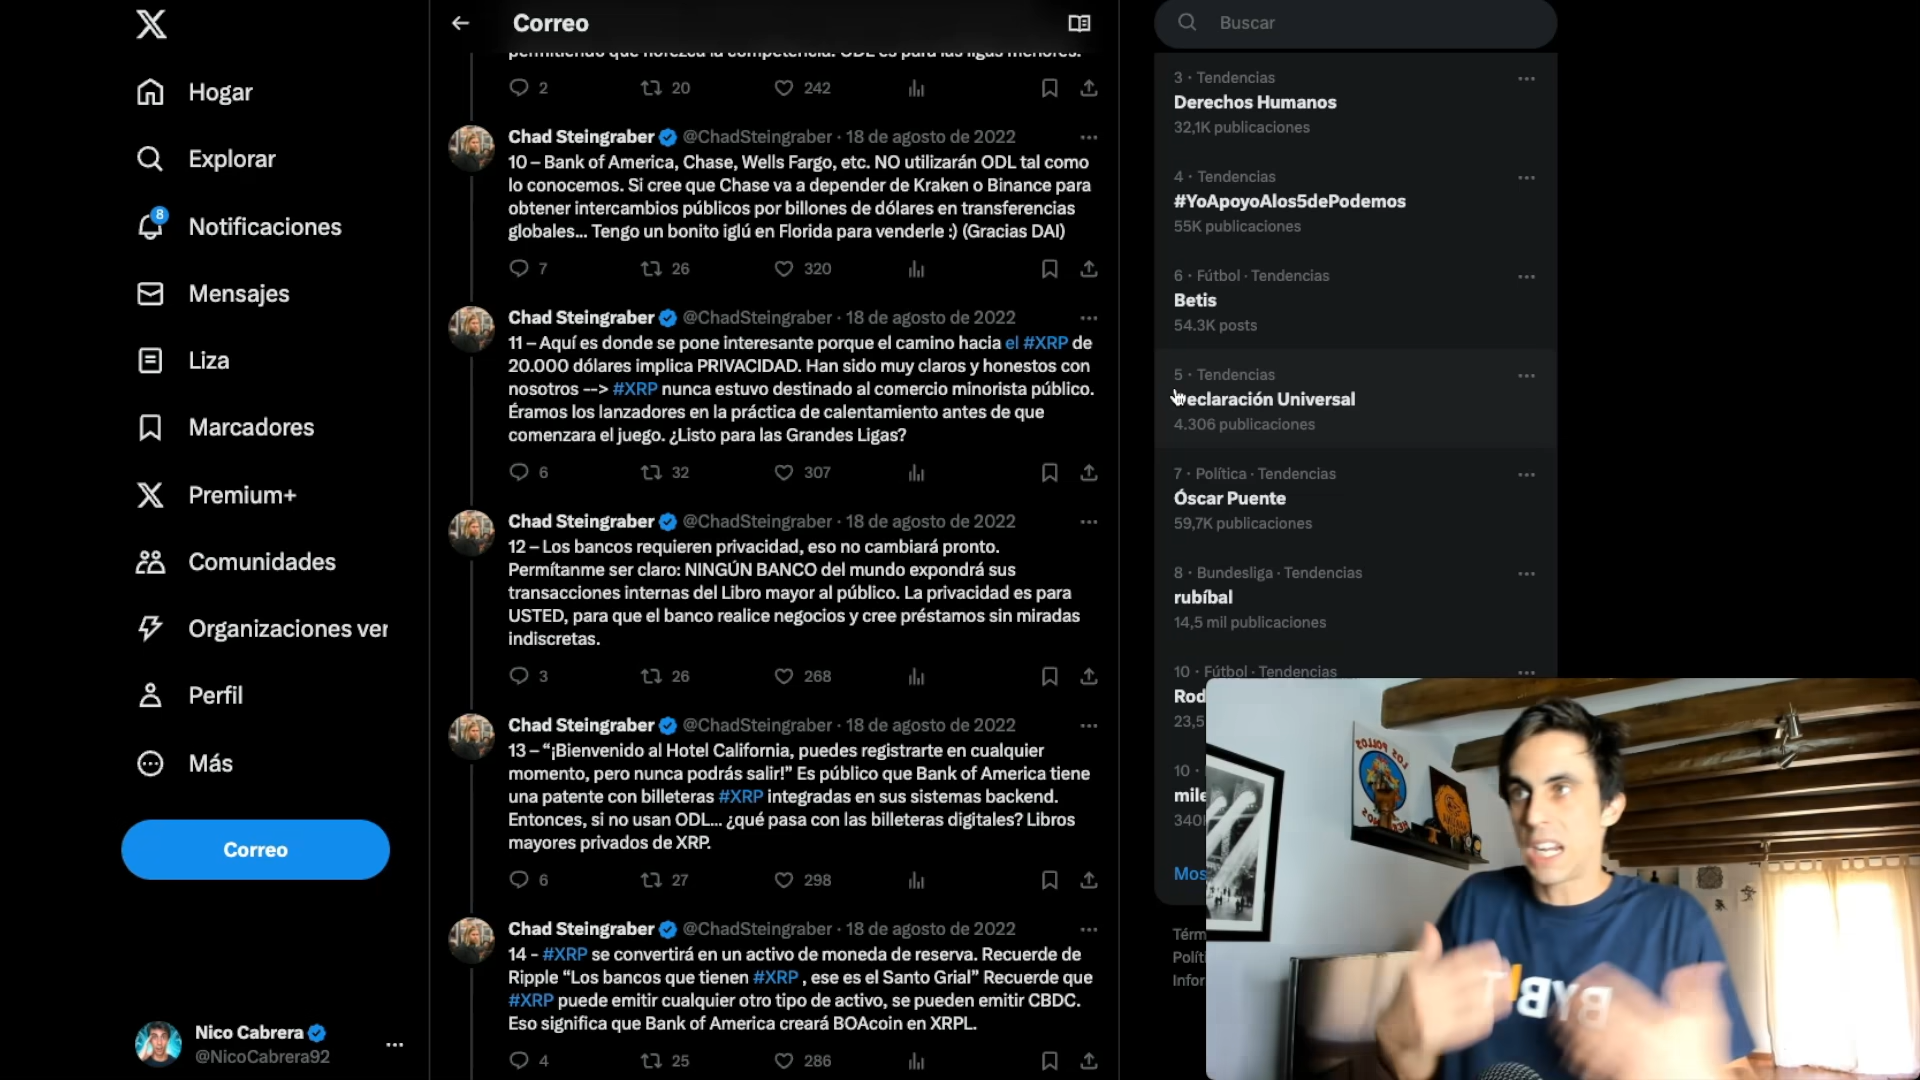 Hogar
Explorar
8
Notificaciones
Mensajes
Liza
Marcadores
Premium+
Comunidades
Organizaciones ver
Perfil
Más
Correo
Nico Cabrera
@NicoCabrera92
Correo
2 20 242
Chad Steingraber @ChadSteingraber · 18 de agosto de 2022
10 – Bank of America, Chase, Wells Fargo, etc. NO utilizarán ODL tal como
lo conocemos. Si cree que Chase va a depender de Kraken o Binance para
obtener intercambios públicos por billones de dólares en transferencias
globales... Tengo un bonito iglú en Florida para venderle :) (Gracias DAI)
7 26 320
Chad Steingraber @ChadSteingraber · 18 de agosto de 2022
11 – Aquí es donde se pone interesante porque el camino hacia el #XRP de
20.000 dólares implica PRIVACIDAD. Han sido muy claros y honestos con
nosotros --> #XRP nunca estuvo destinado al comercio minorista público.
Éramos los lanzadores en la práctica de calentamiento antes de que
comenzara el juego. ¿Listo para las Grandes Ligas?
6 32 307
Chad Steingraber @ChadSteingraber · 18 de agosto de 2022
12 – Los bancos requieren privacidad, eso no cambiará pronto.
Permítanme ser claro: NINGÚN BANCO del mundo expondrá sus
transacciones internas del Libro mayor al público. La privacidad es para
USTED, para que el banco realice negocios y cree préstamos sin miradas
indiscretas.
3 26 268
Chad Steingraber @ChadSteingraber · 18 de agosto de 2022
13 – “¡Bienvenido al Hotel California, puedes registrarte en cualquier
momento, pero nunca podrás salir!” Es público que Bank of America tiene
una patente con billeteras #XRP integradas en sus sistemas backend.
Entonces, si no usan ODL... ¿qué pasa con las billeteras digitales? Libros
mayores privados de XRP.
6 27 298
Chad Steingraber @ChadSteingraber · 18 de agosto de 2022
14 - #XRP se convertirá en un activo de moneda de reserva. Recuerde de
Ripple “Los bancos que tienen #XRP , ese es el Santo Grial” Recuerde que
#XRP puede emitir cualquier otro tipo de activo, se pueden emitir CBDC.
Eso significa que Bank of America creará BOAcoin en XRPL.
4 25 286
Buscar
3 · Tendencias
Derechos Humanos
32,1K publicaciones
4 · Tendencias
#YoApoyoAlos5dePodemos
55K publicaciones
6 · Fútbol · Tendencias
Betis
54.3K posts
5 · Tendencias
Declaración Universal
4.306 publicaciones
7 · Política · Tendencias
Óscar Puente
59,7K publicaciones
8 · Bundesliga · Tendencias
rubíbal
14,5 mil publicaciones
10 · Fútbol · Tendencias
Rod
23,5
10 ·
mile
340
Mos
Térm
Polít
Infor
LOS POLLOS
BYB